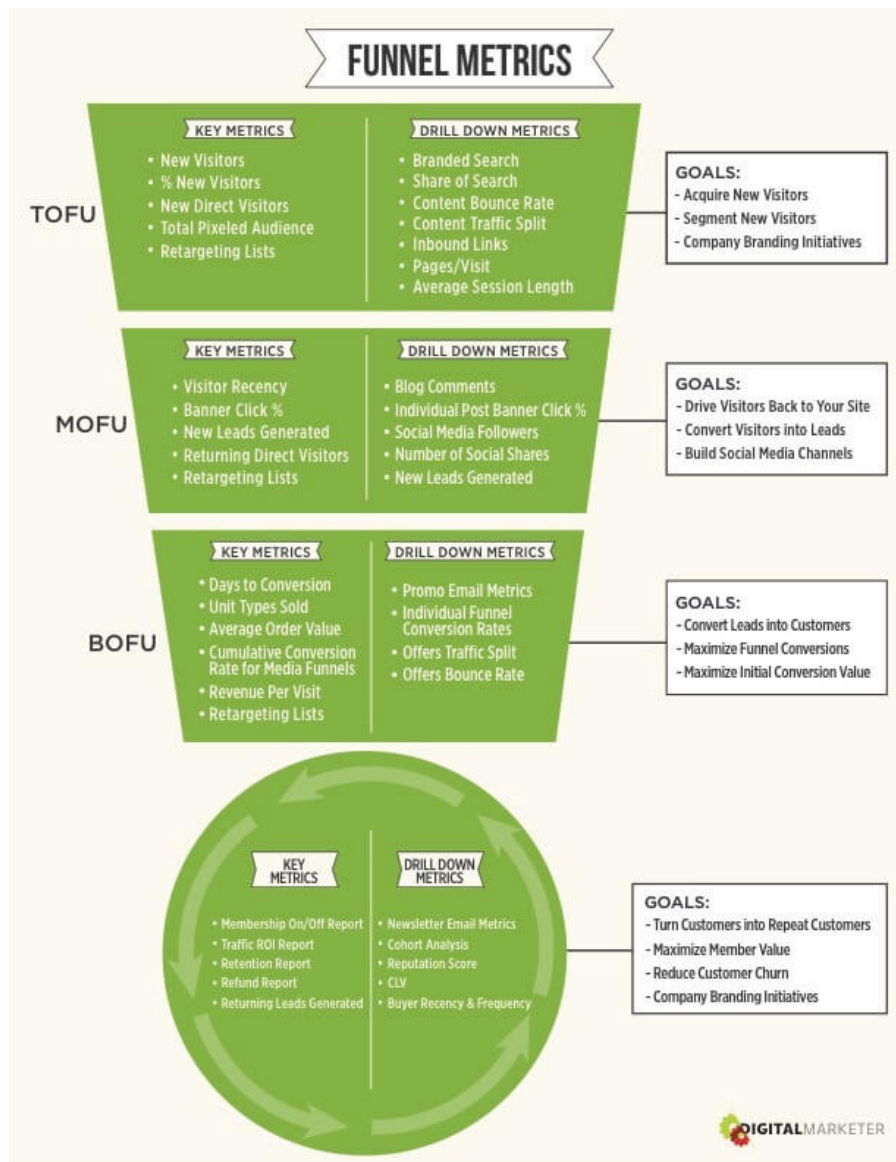 FUNNEL METRICS
TOFU
KEY METRICS
• New Visitors
• % New Visitors
• New Direct Visitors
• Total Pixeled Audience
• Retargeting Lists
DRILL DOWN METRICS
• Branded Search
• Share of Search
• Content Bounce Rate
• Content Traffic Split
• Inbound Links
• Pages/Visit
• Average Session Length
GOALS:
- Acquire New Visitors
- Segment New Visitors
- Company Branding Initiatives
MOFU
KEY METRICS
• Visitor Recency
• Banner Click %
• New Leads Generated
• Returning Direct Visitors
• Retargeting Lists
DRILL DOWN METRICS
• Blog Comments
• Individual Post Banner Click %
• Social Media Followers
• Number of Social Shares
• New Leads Generated
GOALS:
- Drive Visitors Back to Your Site
- Convert Visitors into Leads
- Build Social Media Channels
BOFU
KEY METRICS
• Days to Conversion
• Unit Types Sold
• Average Order Value
• Cumulative Conversion
Rate for Media Funnels
• Revenue Per Visit
• Retargeting Lists
DRILL DOWN METRICS
• Promo Email Metrics
• Individual Funnel
Conversion Rates
• Offers Traffic Split
• Offers Bounce Rate
GOALS:
- Convert Leads into Customers
- Maximize Funnel Conversions
- Maximize Initial Conversion Value
KEY
METRICS
• Membership On/Off Report
• Traffic ROI Report
• Retention Report
• Refund Report
• Returning Leads Generated
DRILL DOWN
METRICS
• Newsletter Email Metrics
• Cohort Analysis
• Reputation Score
• CLV
• Buyer Recency & Frequency
GOALS:
- Turn Customers into Repeat Customers
- Maximize Member Value
- Reduce Customer Churn
- Company Branding Initiatives
DIGITALMARKETER